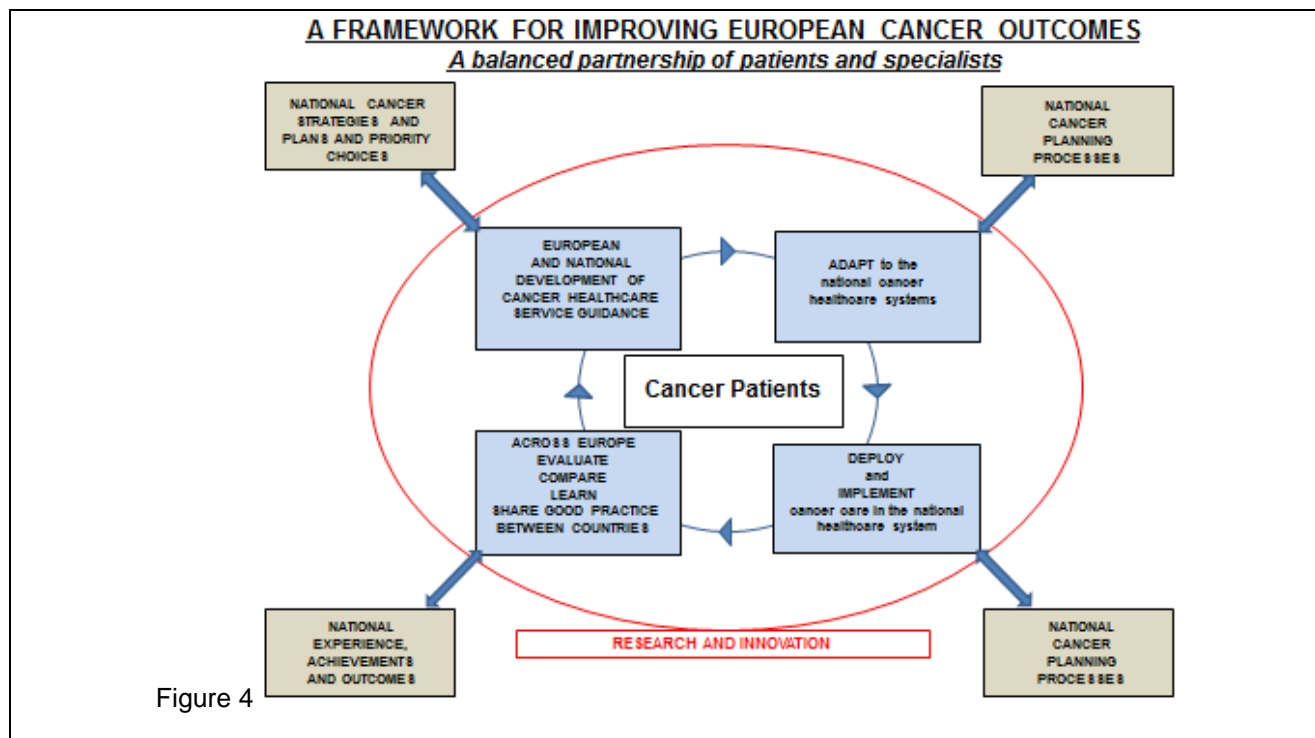 A FRAMEWORK FOR IMPROVING EUROPEAN CANCER OUTCOMES
A balanced partnership of patients and specialists
NATIONAL CANCER
STRATEGIES AND
PLANS AND PRIORITY
CHOICES
NATIONAL
CANCER
PLANNING
PROCESSES
EUROPEAN
AND NATIONAL
DEVELOPMENT OF
CANCER HEALTHCARE
SERVICE GUIDANCE
ADAPT to the
national cancer
healthcare systems
Cancer Patients
ACROSS EUROPE
EVALUATE
COMPARE
LEARN
SHARE GOOD PRACTICE
BETWEEN COUNTRIES
DEPLOY
and
IMPLEMENT
cancer care in the national
healthcare system
NATIONAL
EXPERIENCE,
ACHIEVEMENTS
AND OUTCOMES
RESEARCH AND INNOVATION
NATIONAL
CANCER
PLANNING
PROCESSES
Figure 4